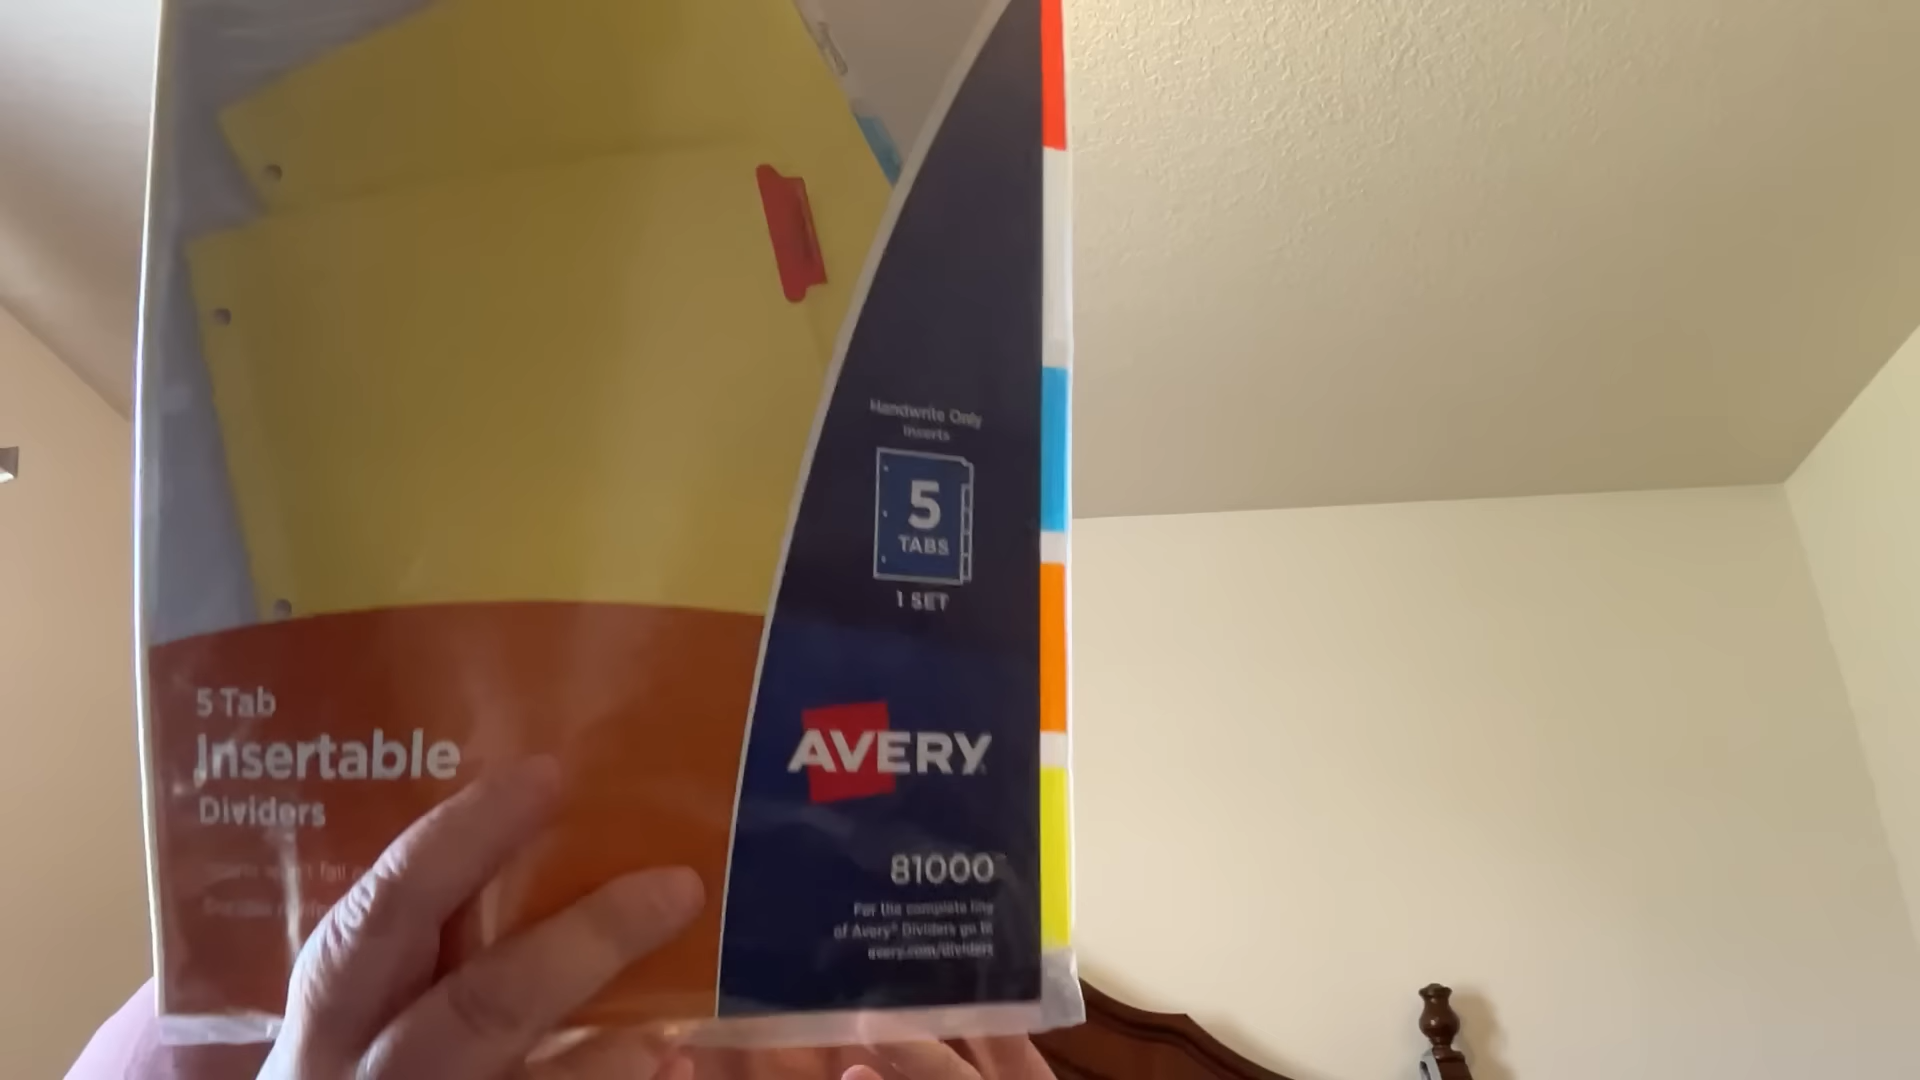 Handwrite Only
Inserts
5
TABS
1 SET
5 Tab
Insertable
Dividers
AVERY
81000
For the complete line
of Avery® Dividers go to
avery.com/dividers